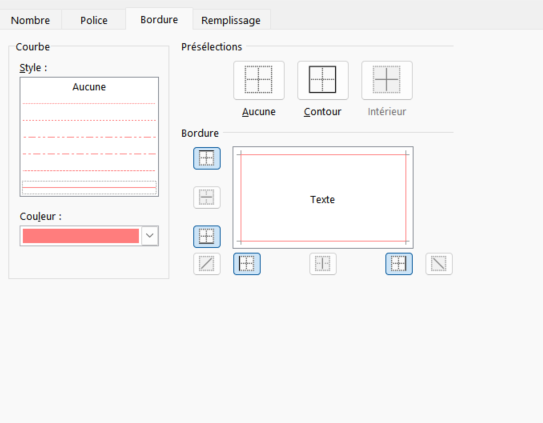 Nombre Police Bordure Remplissage
Courbe Présélections
Style :
Aucune
Aucune Contour Intérieur
Bordure
Texte
Couleur :